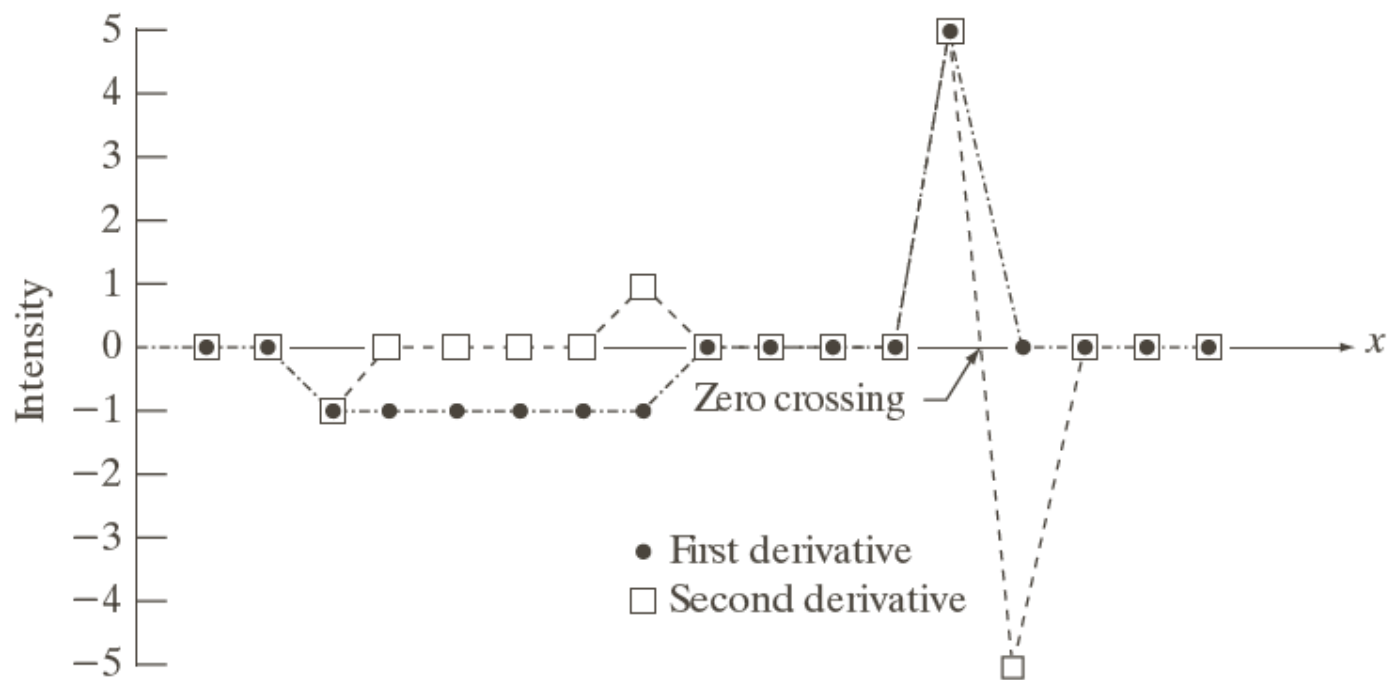 5
4
3
2
1
0
−1
−2
−3
−4
−5
Intensity
x
Zero crossing
First derivative
Second derivative